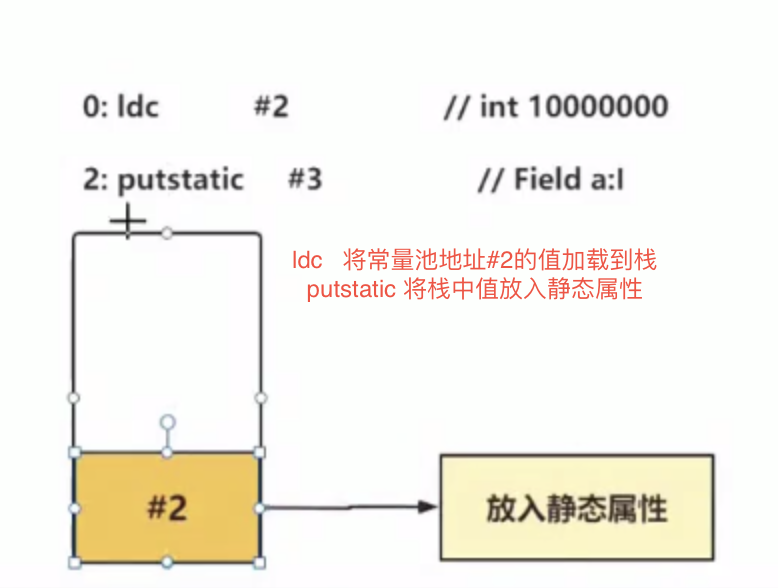 0: ldc #2 // int 10000000
2: putstatic #3 // Field a:I
ldc 将常量池地址#2的值加载到栈
putstatic 将栈中值放入静态属性
#2
放入静态属性